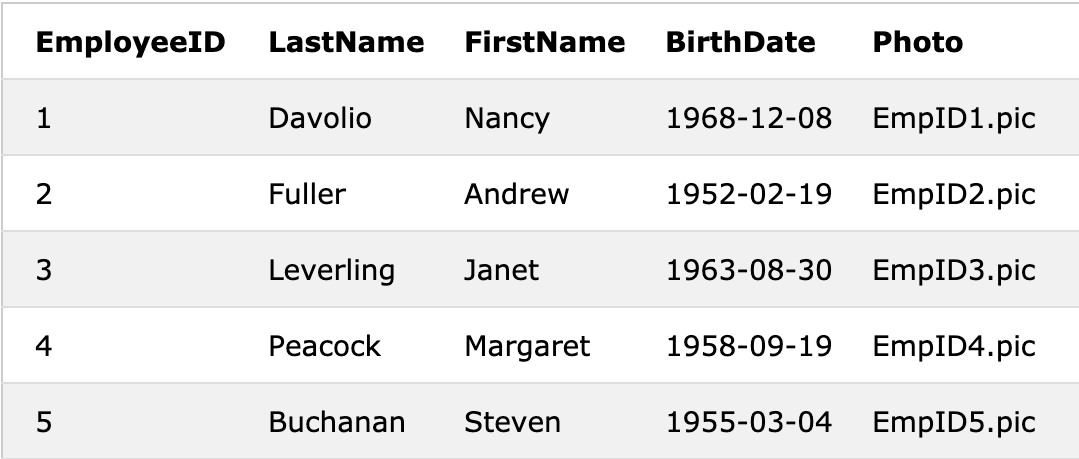 EmployeeID LastName FirstName BirthDate Photo
1 Davolio Nancy 1968-12-08 EmpID1.pic
2 Fuller Andrew 1952-02-19 EmpID2.pic
3 Leverling Janet 1963-08-30 EmpID3.pic
4 Peacock Margaret 1958-09-19 EmpID4.pic
5 Buchanan Steven 1955-03-04 EmpID5.pic